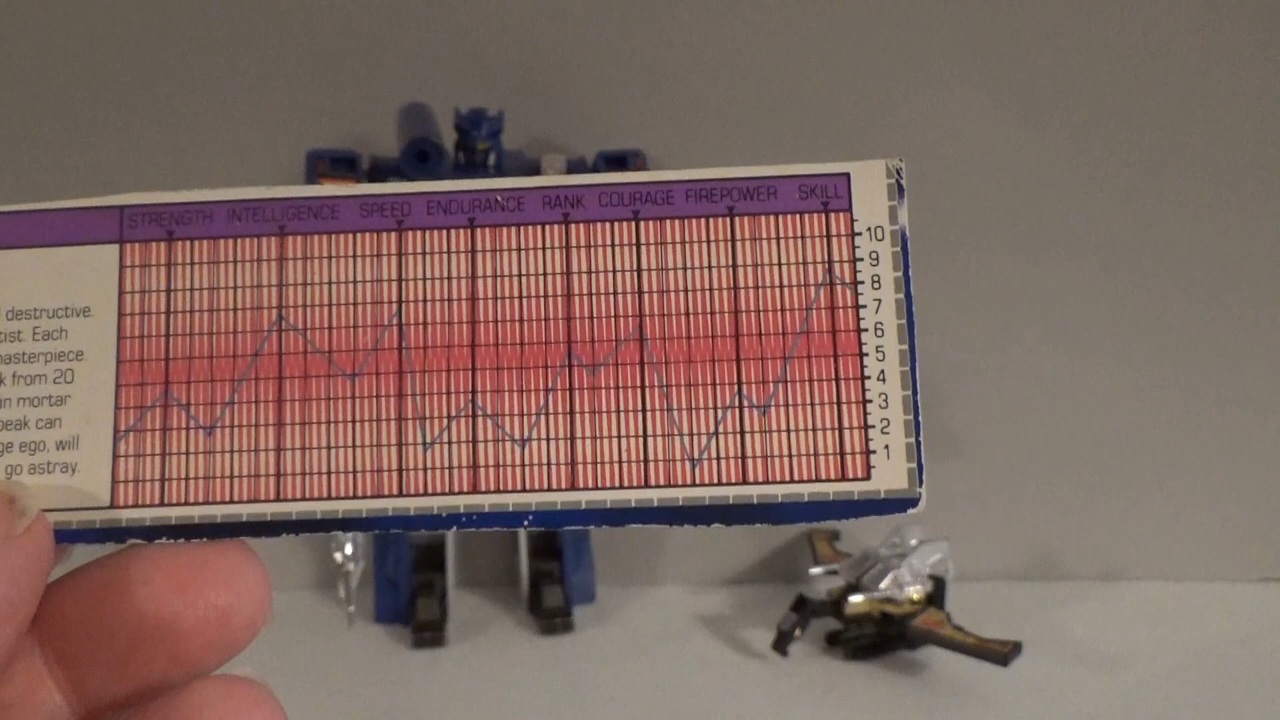 STRENGTH INTELLIGENCE SPEED ENDURANCE RANK COURAGE FIREPOWER SKILL
10
9
8
7
6
5
4
3
2
1
destructive.
tist. Each
masterpiece.
k from 20
in mortar
peak can
ge ego, will
go astray.